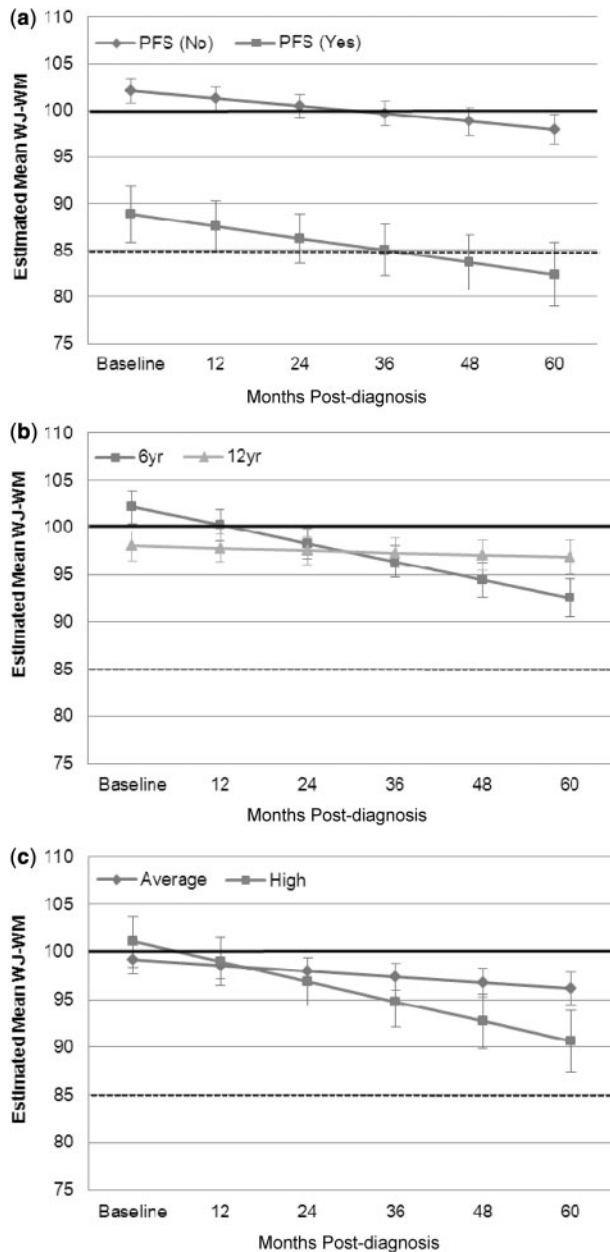 (a)
110
PFS (No) PFS (Yes)
105
100
95
90
85
80
75
Estimated Mean WJ-WM
Baseline 12 24 36 48 60
Months Post-diagnosis
(b)
110
6yr 12yr
105
100
95
90
85
80
75
Estimated Mean WJ-WM
Baseline 12 24 36 48 60
Months Post-diagnosis
(c)
110
Average High
105
100
95
90
85
80
75
Estimated Mean WJ-WM
Baseline 12 24 36 48 60
Months Post-diagnosis